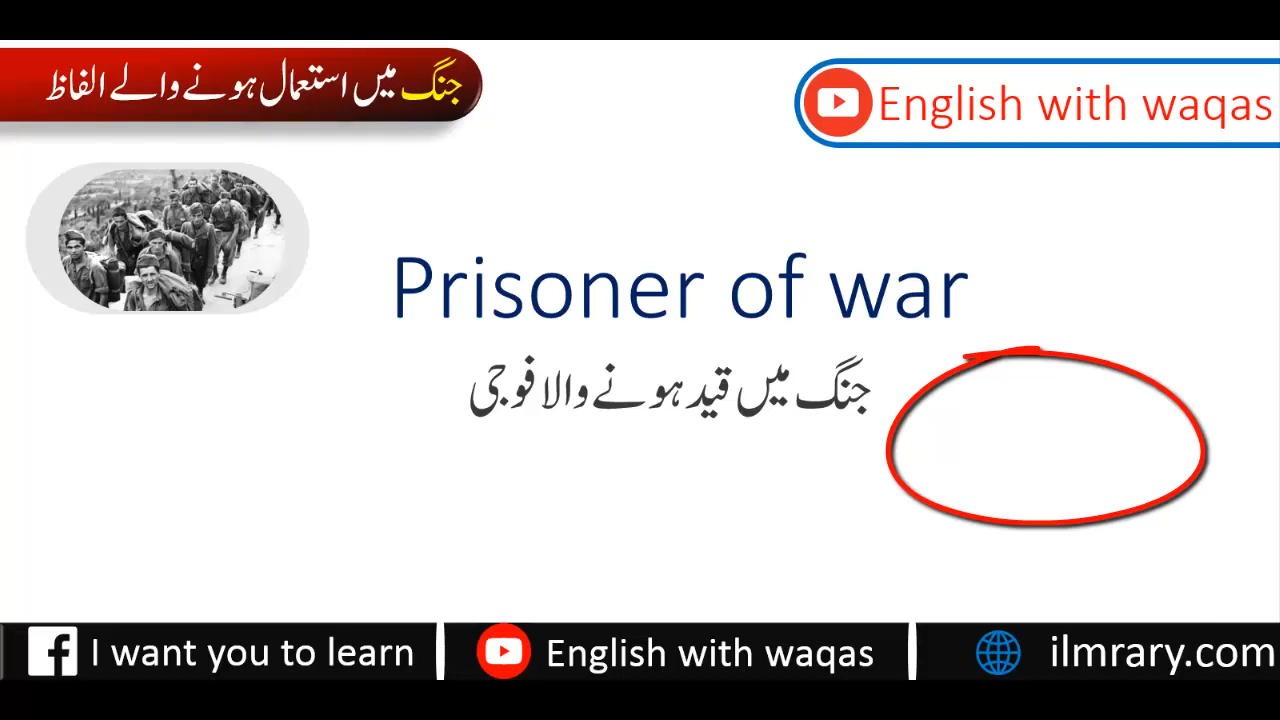 جنگ میں استعمال ہونے والے الفاظ
English with waqas
Prisoner of war
جنگ میں قید ہونے والا فوجی
I want you to learn
English with waqas
ilmrary.com